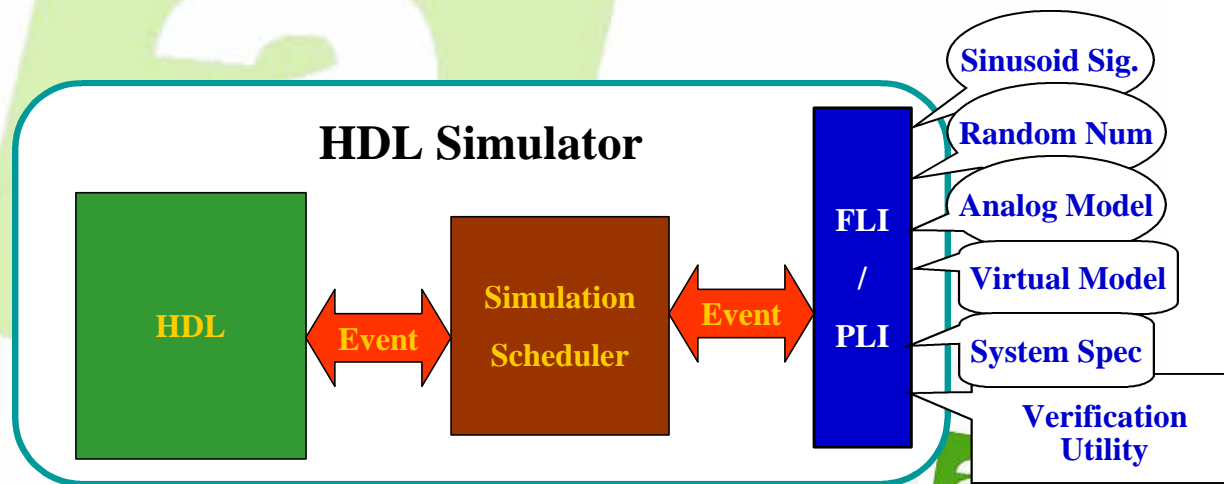 HDL Simulator
HDL
Event
Simulation
Scheduler
Event
FLI
/
PLI
Sinusoid Sig.
Random Num
Analog Model
Virtual Model
System Spec
Verification
Utility